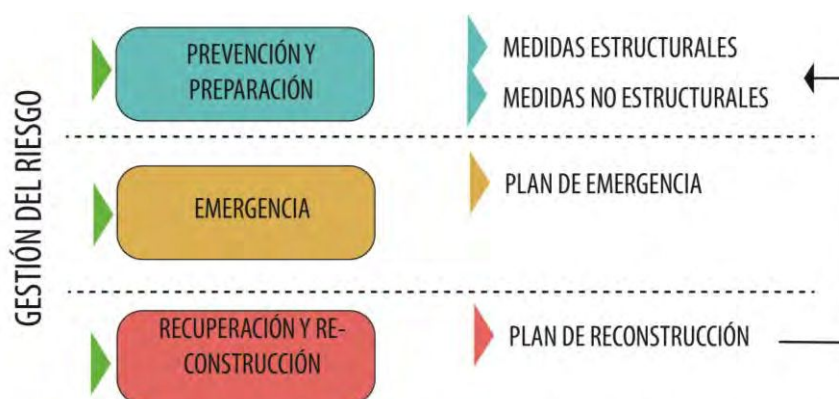 GESTIÓN DEL RIESGO
PREVENCIÓN Y
PREPARACIÓN
MEDIDAS ESTRUCTURALES
MEDIDAS NO ESTRUCTURALES
EMERGENCIA
PLAN DE EMERGENCIA
RECUPERACIÓN Y RE-
CONSTRUCCIÓN
PLAN DE RECONSTRUCCIÓN